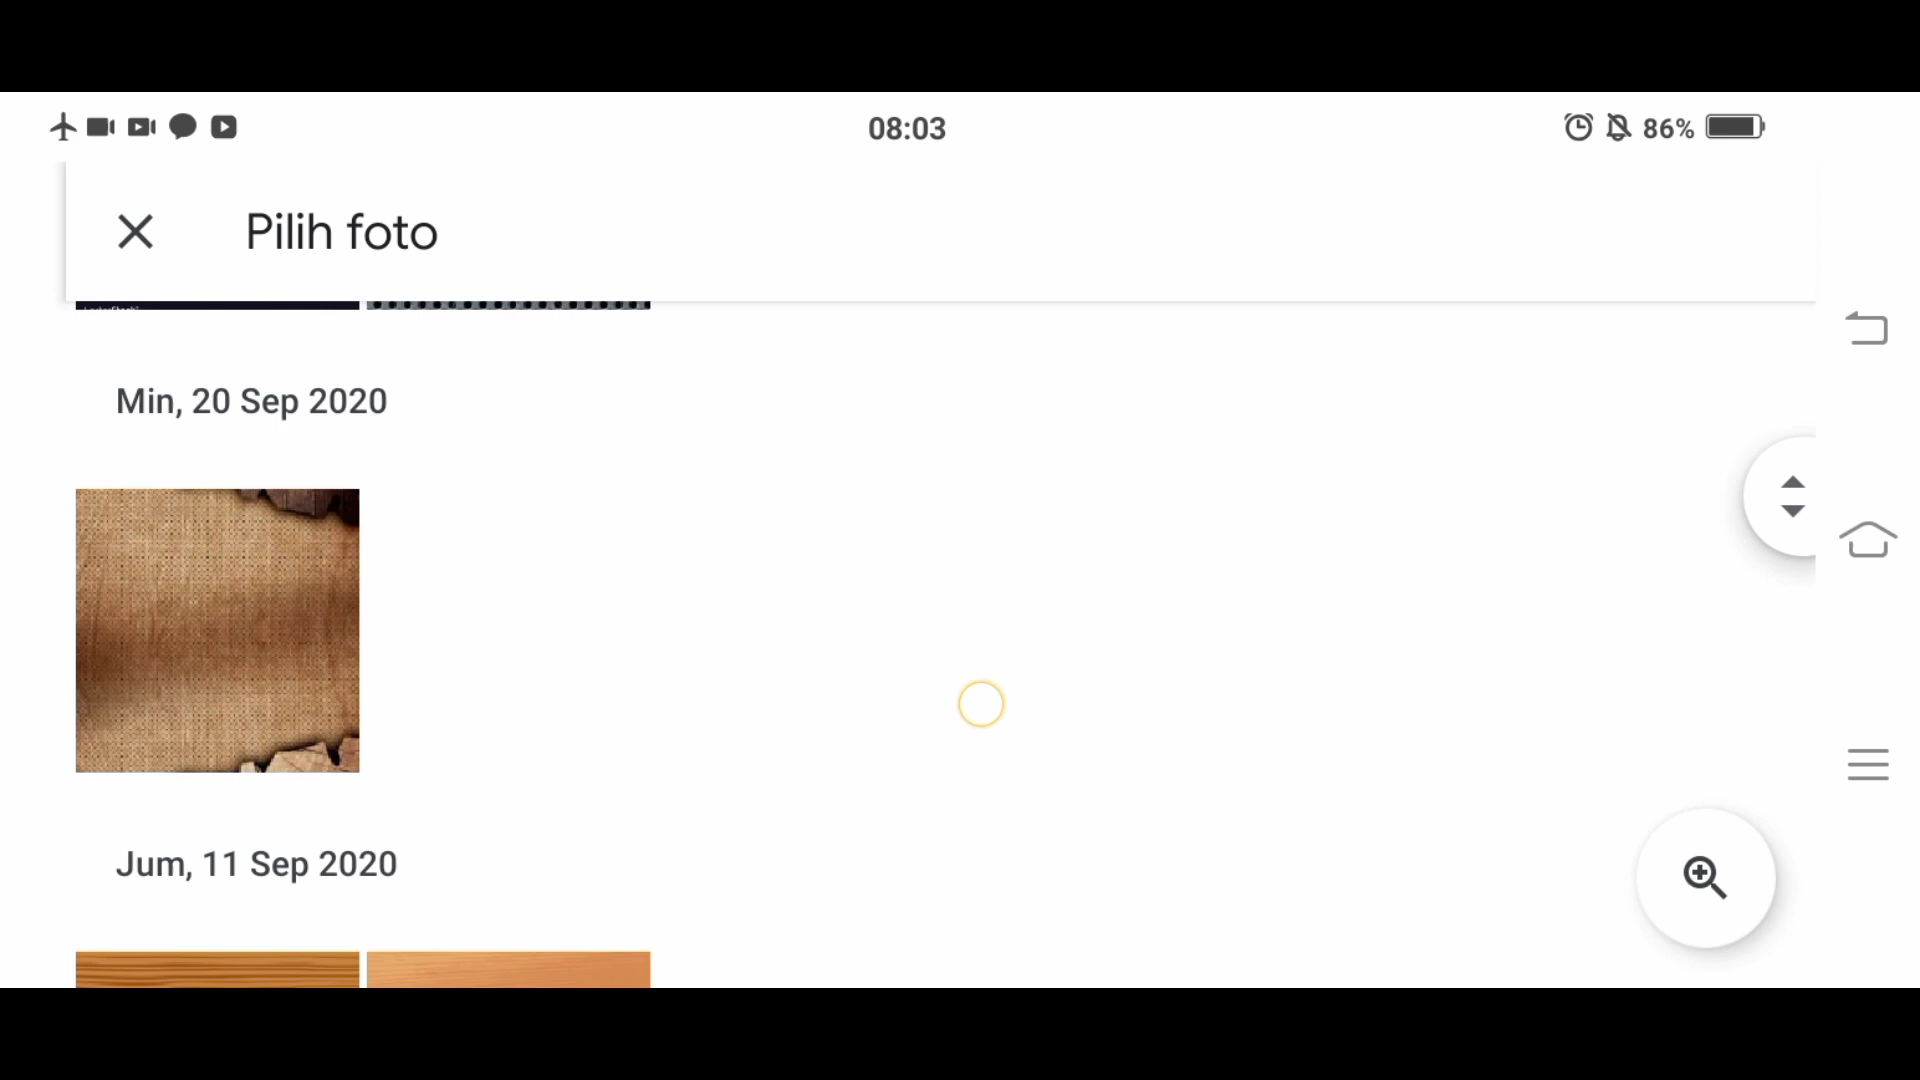 08:03
86%
Pilih foto
Min, 20 Sep 2020
Jum, 11 Sep 2020